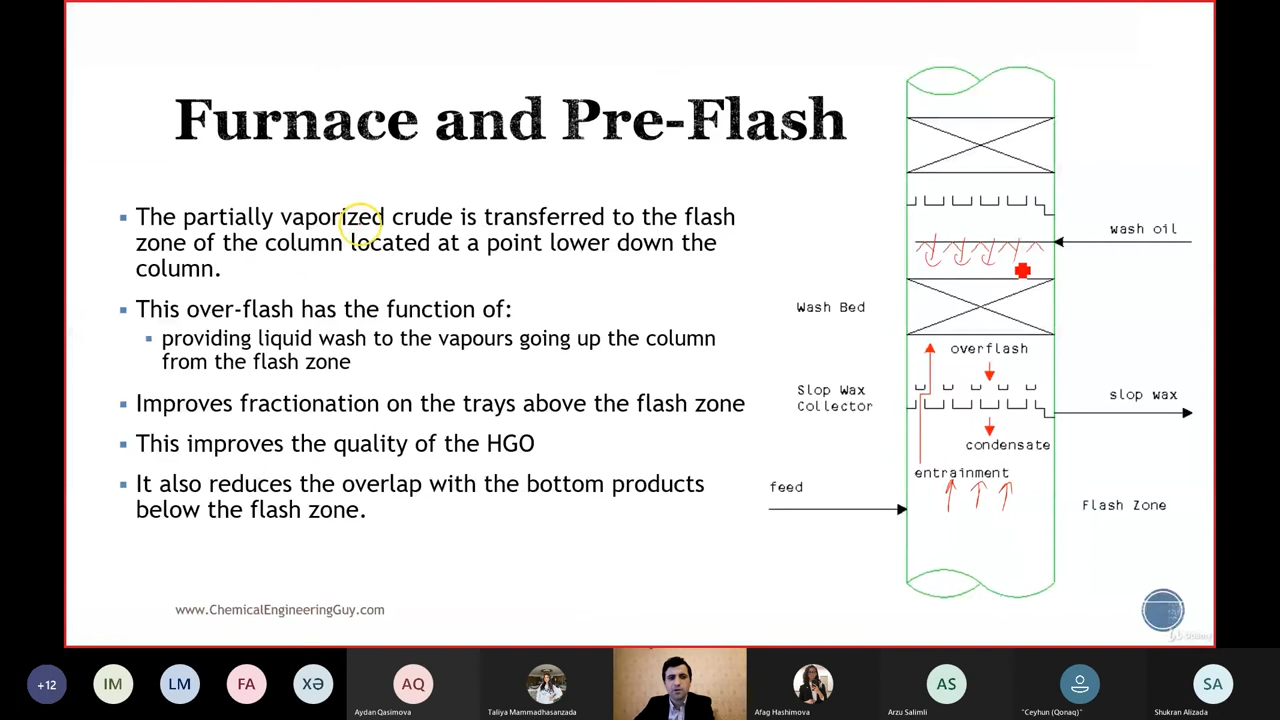 Furnace and Pre-Flash
The partially vaporized crude is transferred to the flash
zone of the column located at a point lower down the
column.
This over-flash has the function of:
providing liquid wash to the vapours going up the column
from the flash zone
Improves fractionation on the trays above the flash zone
This improves the quality of the HGO
It also reduces the overlap with the bottom products
below the flash zone.
www.ChemicalEngineeringGuy.com
wash oil
Wash Bed
overflash
Slop Wax
Collector
slop wax
condensate
entrainment
feed
Flash Zone
Udemy
+12
IM
LM
FA
XƏ
AQ
Aydan Qasimova
Taliya Mammadhasanzada
Afag Hashimova
AS
Arzu Salimli
"Ceyhun (Qonaq)"
SA
Shukran Alizada